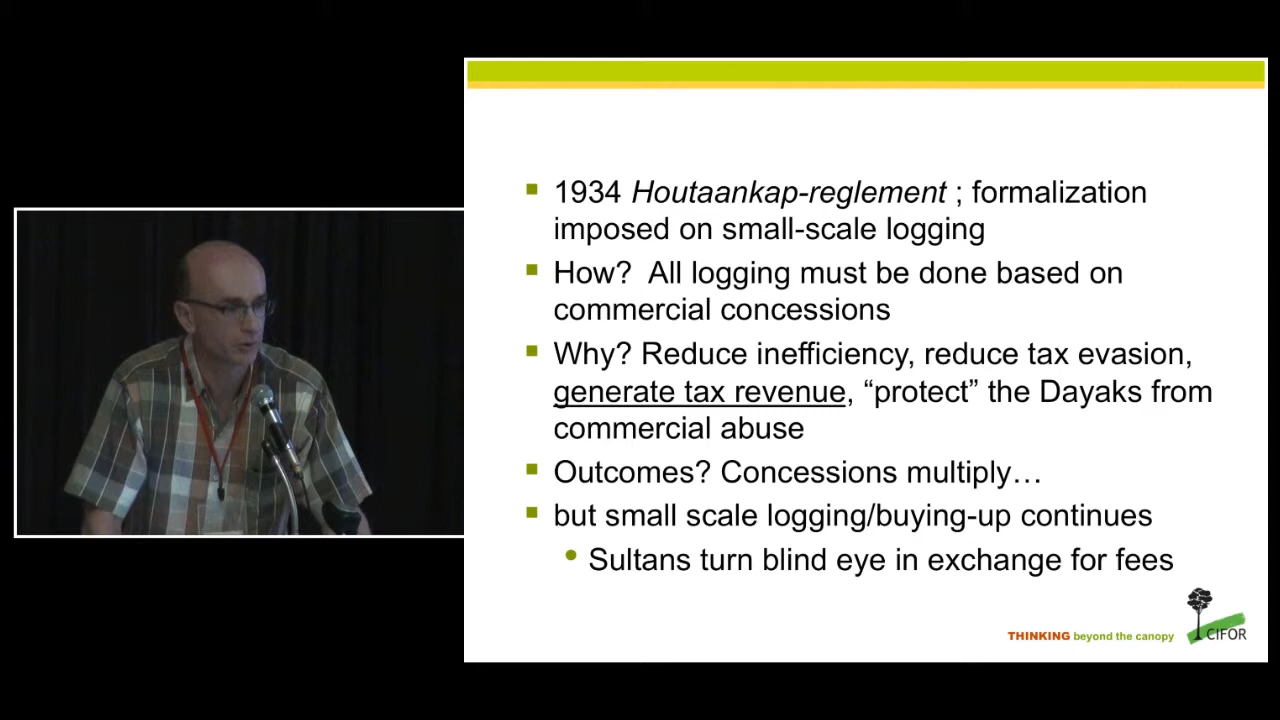 1934 Houtaankap-reglement ; formalization
imposed on small-scale logging
How? All logging must be done based on
commercial concessions
Why? Reduce inefficiency, reduce tax evasion,
generate tax revenue, “protect” the Dayaks from
commercial abuse
Outcomes? Concessions multiply…
but small scale logging/buying-up continues
Sultans turn blind eye in exchange for fees
THINKING beyond the canopy
CIFOR